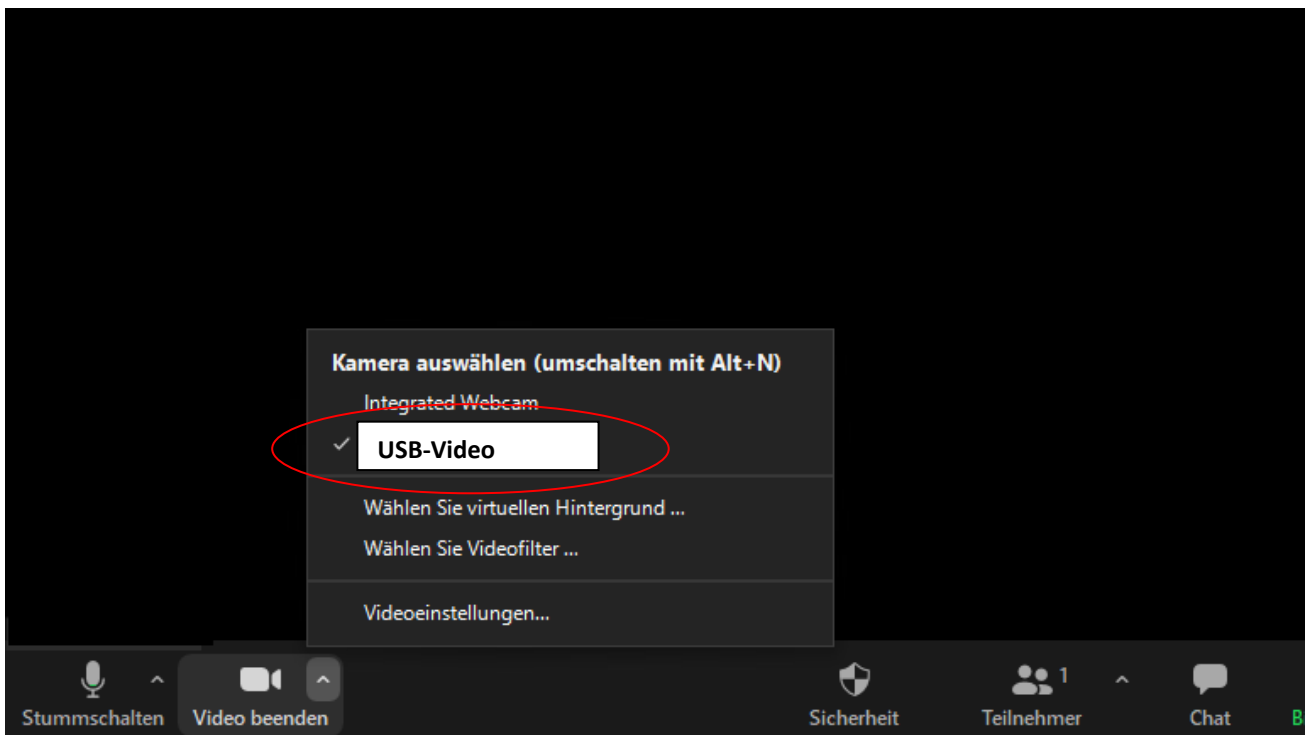 Kamera auswählen (umschalten mit Alt+N)
Integrated Webcam
USB-Video
Wählen Sie virtuellen Hintergrund ...
Wählen Sie Videofilter ...
Videoeinstellungen...
1
Stummschalten Video beenden Sicherheit Teilnehmer Chat